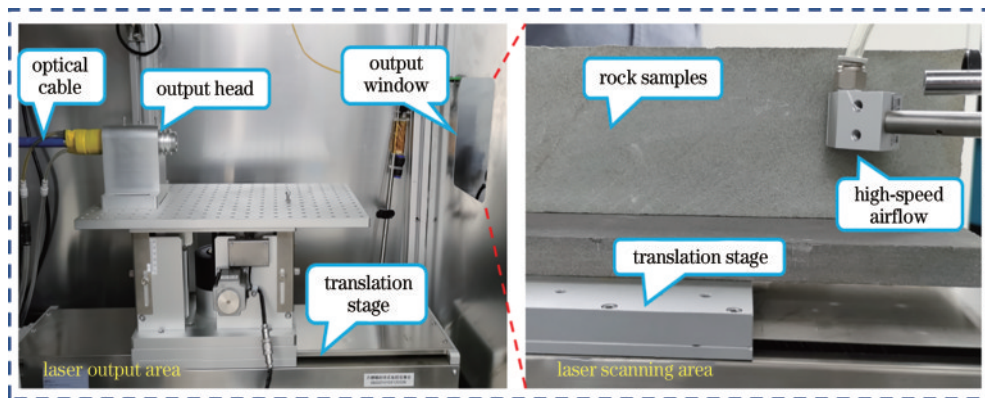 optical
cable
output head
output
window
translation
stage
laser output area
rock samples
high-speed
airflow
translation stage
laser scanning area